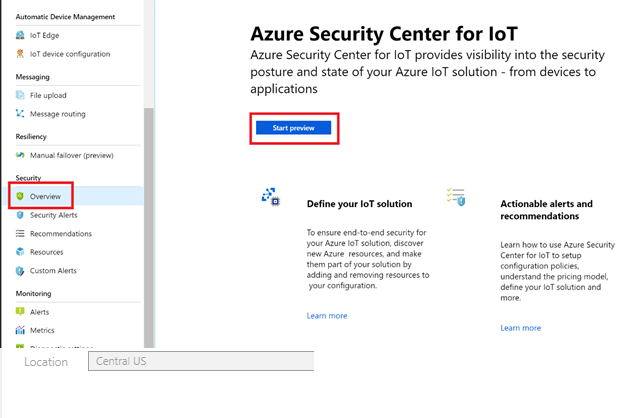 Automatic Device Management
IoT Edge
IoT device configuration
Messaging
File upload
Message routing
Resiliency
Manual failover (preview)
Security
Overview
Security Alerts
Recommendations
Resources
Custom Alerts
Monitoring
Alerts
Metrics
Diagnostic settings
Azure Security Center for IoT
Azure Security Center for IoT provides visibility into the security
posture and state of your Azure IoT solution - from devices to
applications
Start preview
Define your IoT solution
To ensure end-to-end security for
your Azure IoT solution, discover
new Azure resources, and make
them part of your solution by
adding and removing resources to
your configuration.
Learn more
Actionable alerts and
recommendations
Learn how to use Azure Security
Center for IoT to setup
configuration policies,
understand the pricing model,
define your IoT solution and
more.
Learn more
Location
Central US